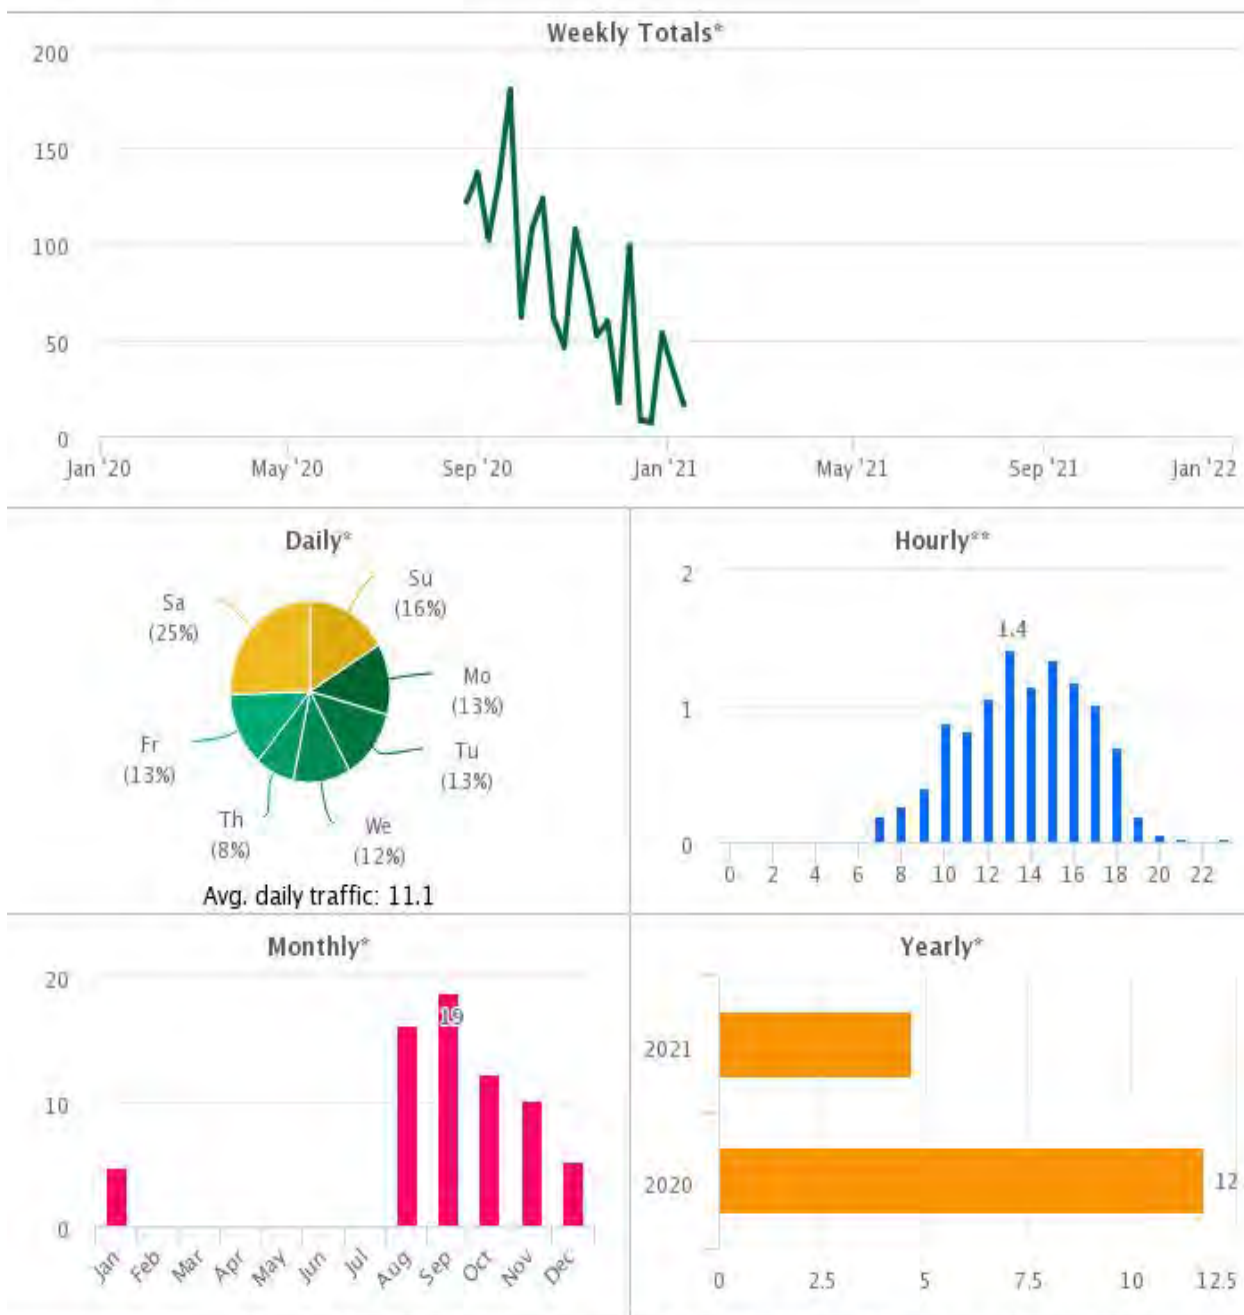 Weekly Totals*
200
150
100
50
0
Jan '20 May '20 Sep '20 Jan '21 May '21 Sep '21 Jan '22
Daily*
Su
(16%)
Sa
(25%)
Mo
(13%)
Fr
(13%)
Tu
(13%)
Th
(8%)
We
(12%)
Avg. daily traffic: 11.1
Hourly**
2
1.4
1
0
0 2 4 6 8 10 12 14 16 18 20 22
Monthly*
20
19
10
0
Jan Feb Mar Apr May Jun Jul Aug Sep Oct Nov Dec
Yearly*
2021
2020
12
0 2.5 5 7.5 10 12.5